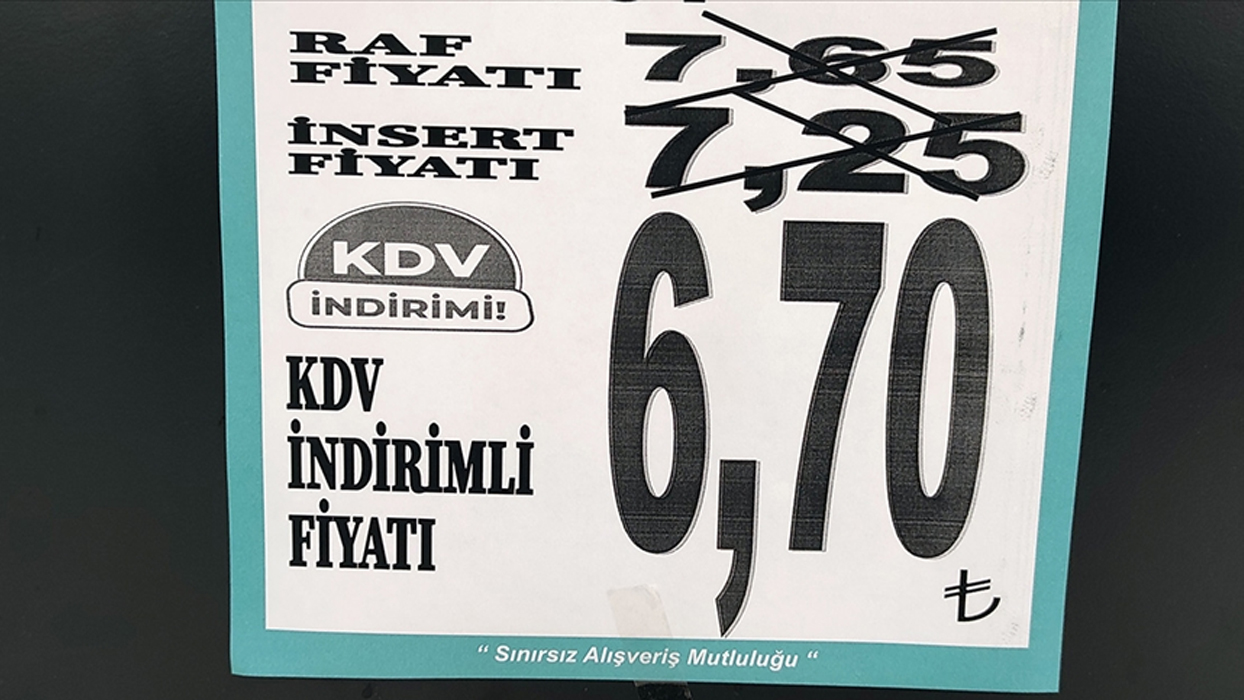 RAF FİYATI 7,65
İNSERT FİYATI 7,25
KDV
İNDİRİMİ!
KDV
İNDİRİMLİ
FİYATI
6,70
₺
“ Sınırsız Alışveriş Mutluluğu “